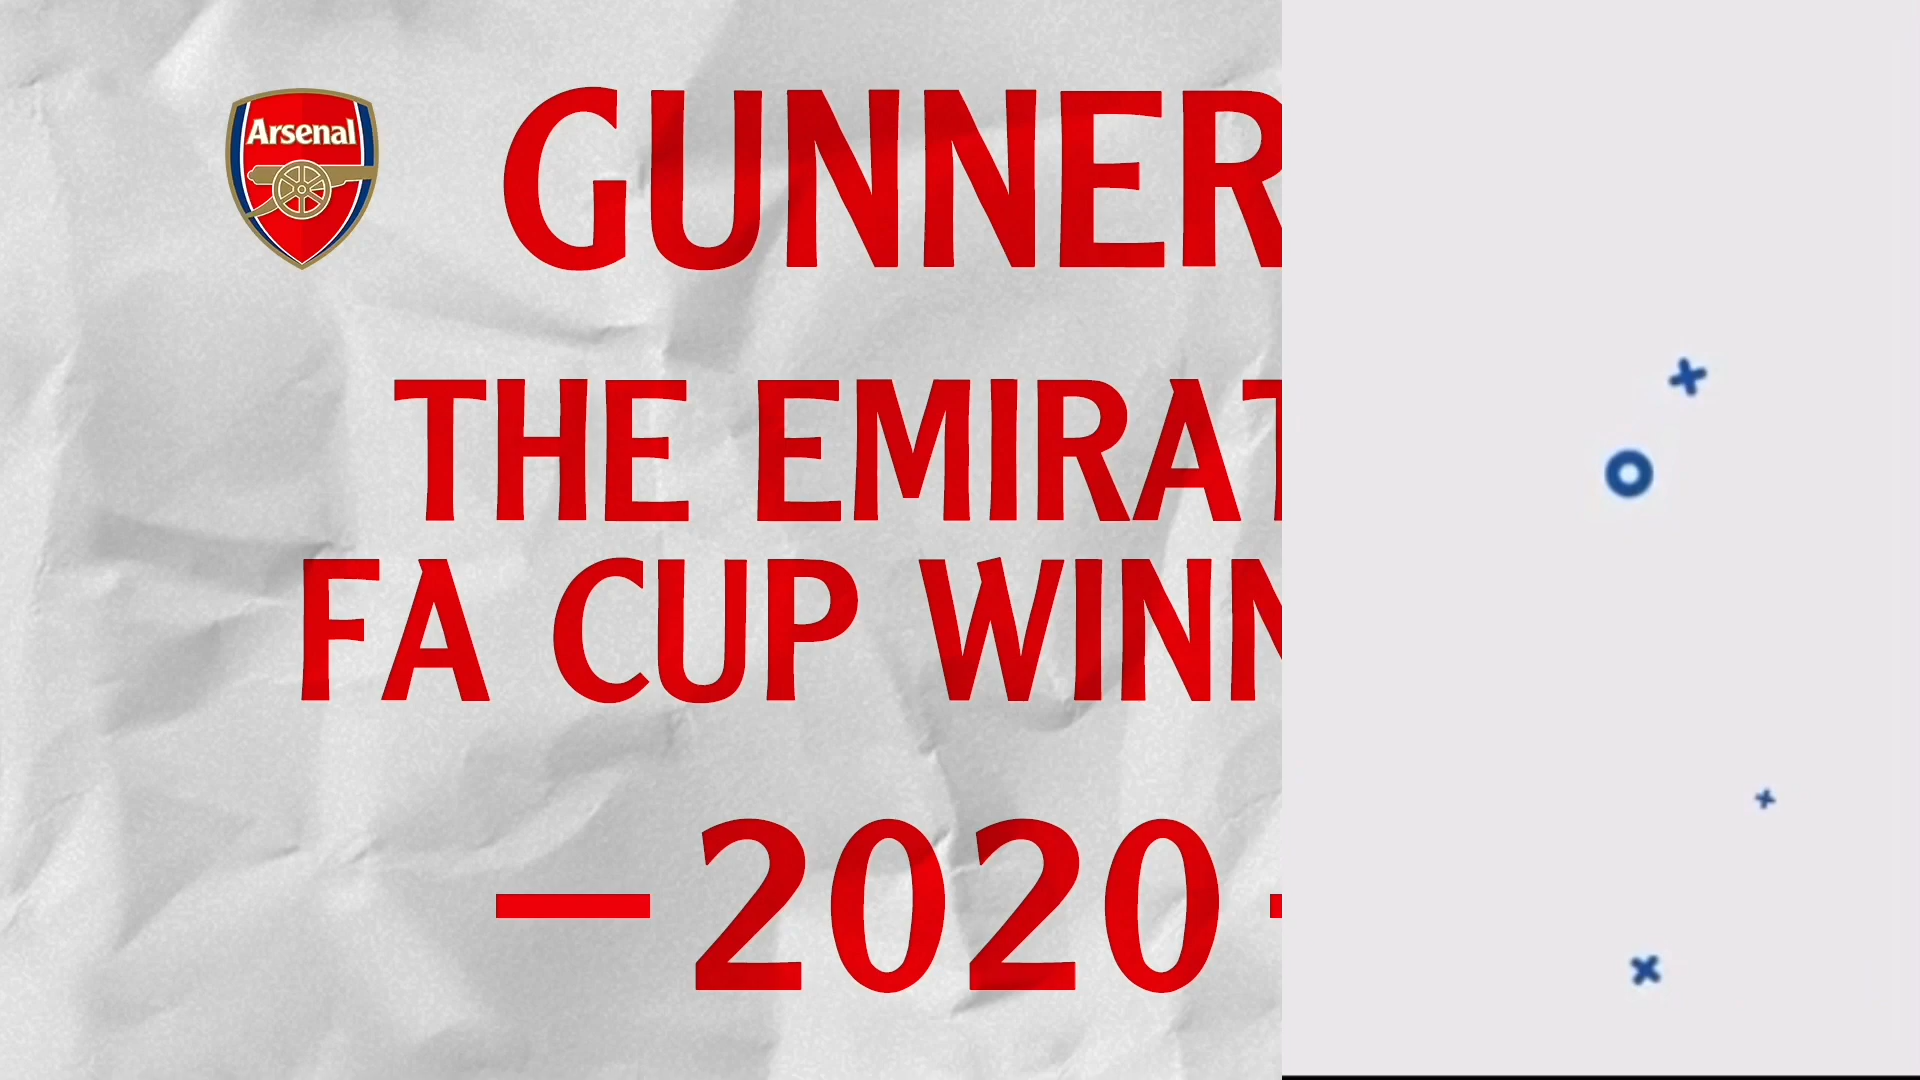 Arsenal
GUNNER
THE EMIRAT
FA CUP WINN
—2020-